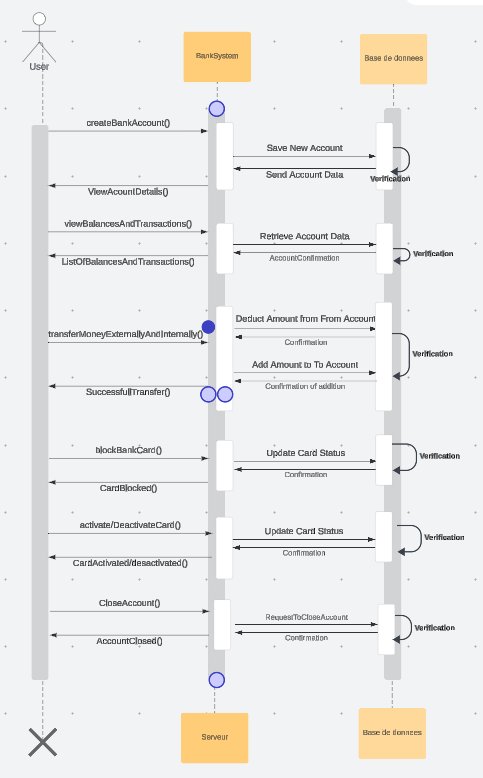 User
BankSystem
Base de donnees
createBankAccount()
Save New Account
Send Account Data
Verification
ViewAcountDetails()
viewBalancesAndTransactions()
Retrieve Account Data
AccountConfirmation
Verification
ListOfBalancesAndTransactions()
Deduct Amount from From Account
transferMoneyExternallyAndInternally()
Confirmation
Verification
Add Amount to To Account
Confirmation of addition
SuccessfullTransfer()
blockBankCard()
Update Card Status
Verification
Confirmation
CardBlocked()
activate/DeactivateCard()
Update Card Status
Verification
Confirmation
CardActivated/desactivated()
CloseAccount()
RequestToCloseAccount
Verification
Confirmation
AccountClosed()
Serveur
Base de donnees